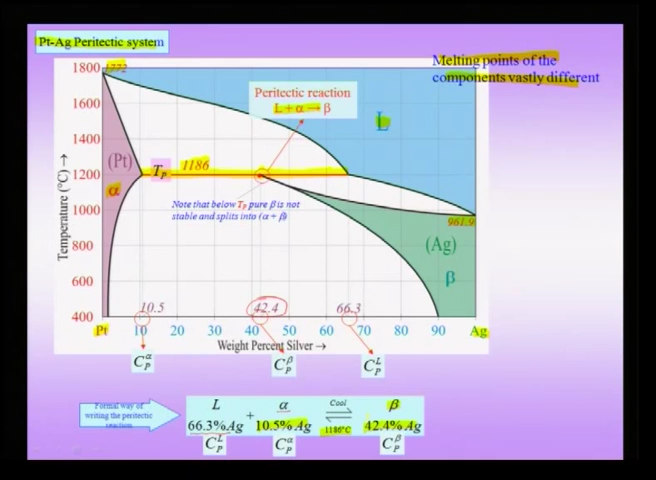 Pt-Ag Peritectic system
Melting points of the
components vastly different
1800
1772
1600
1400
1200
1000
800
600
400
Temperature (°C) →
Peritectic reaction
L + α → β
L
(Pt)
α
T_P
1186
Note that below T_P pure β is not
stable and splits into (α + β)
961.9
(Ag)
β
10.5
42.4
66.3
Pt
10
20
30
40
50
60
70
80
90
Ag
Weight Percent Silver →
C_P^α
C_P^β
C_P^L
Formal way of
writing the peritectic
reaction
L + α ⇌ β
Cool
66.3% Ag
10.5% Ag
1186°C
42.4% Ag
C_P^L
C_P^α
C_P^β